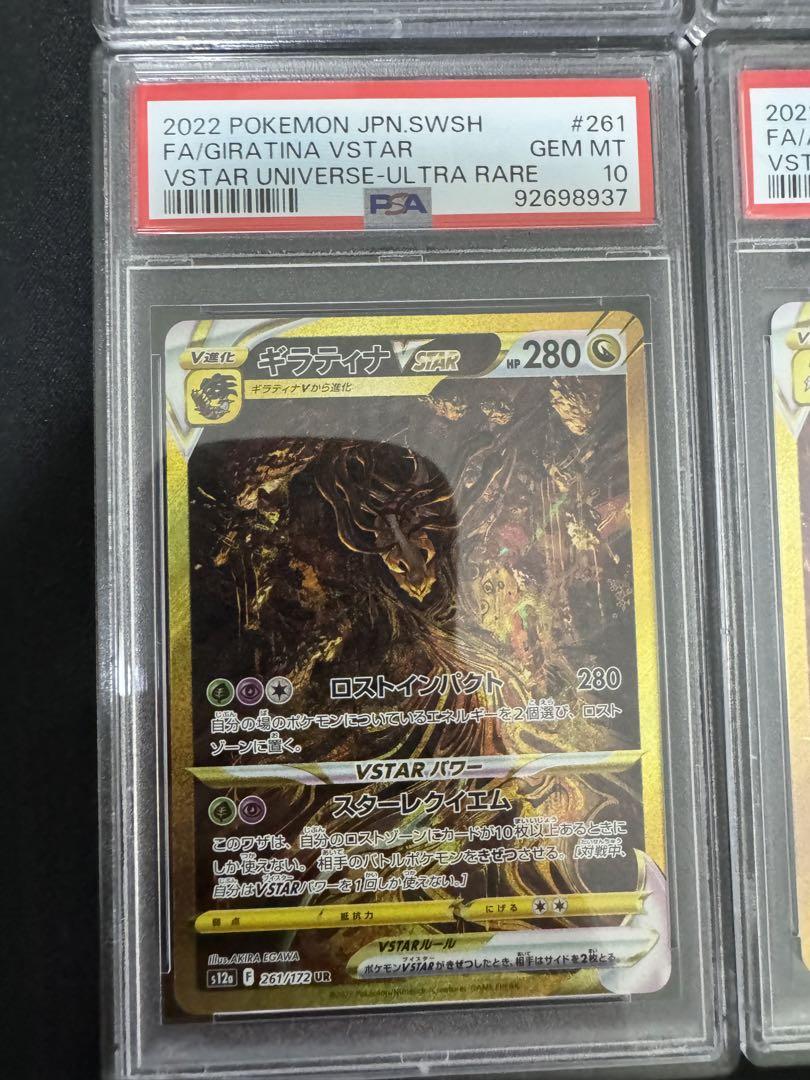 2022 POKEMON JPN.SWSH #261
FA/GIRATINA VSTAR GEM MT
VSTAR UNIVERSE-ULTRA RARE 10
PSA 92698937
202
FA/A
VST
V進化
ギラティナVSTAR HP280
ギラティナVから進化
ロストインパクト 280
自分の場のポケモンについているエネルギーを2個選び、ロスト
ゾーンに置く。
VSTARパワー
スターレクイエム
このワザは、自分のロストゾーンにカードが10枚以上あるときに
しか使えない。相手のバトルポケモンをきぜつさせる。[対戦中、
自分はVSTARパワーを1回しか使えない。]
弱点 抵抗力 にげる
VSTARルール
ポケモンVSTARがきぜつしたとき、相手はサイドを2枚とる。
Illus.AKIRA EGAWA
s12a F 261/172 UR